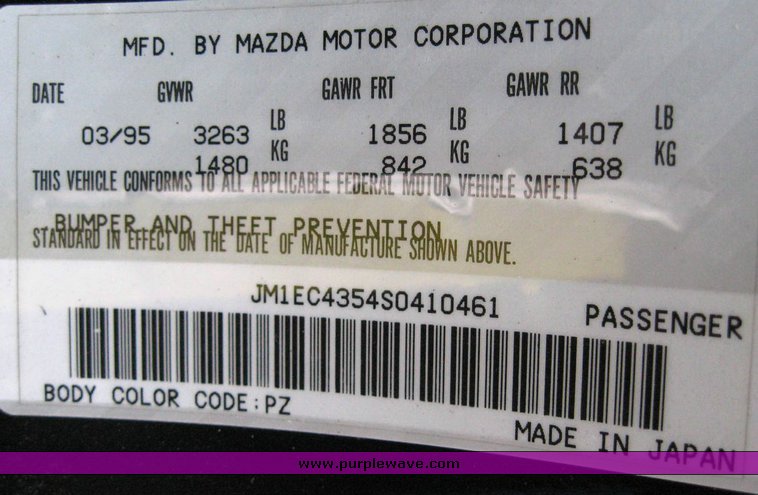 MFD. BY MAZDA MOTOR CORPORATION
DATE GVWR GAWR FRT GAWR RR
03/95 3263 LB 1856 LB 1407 LB
1480 KG 842 KG 638 KG
THIS VEHICLE CONFORMS TO ALL APPLICABLE FEDERAL MOTOR VEHICLE SAFETY
BUMPER AND THEFT PREVENTION
STANDARD IN EFFECT ON THE DATE OF MANUFACTURE SHOWN ABOVE.
JM1EC4354S0410461 PASSENGER
BODY COLOR CODE:PZ
MADE IN JAPAN
www.purplewave.com